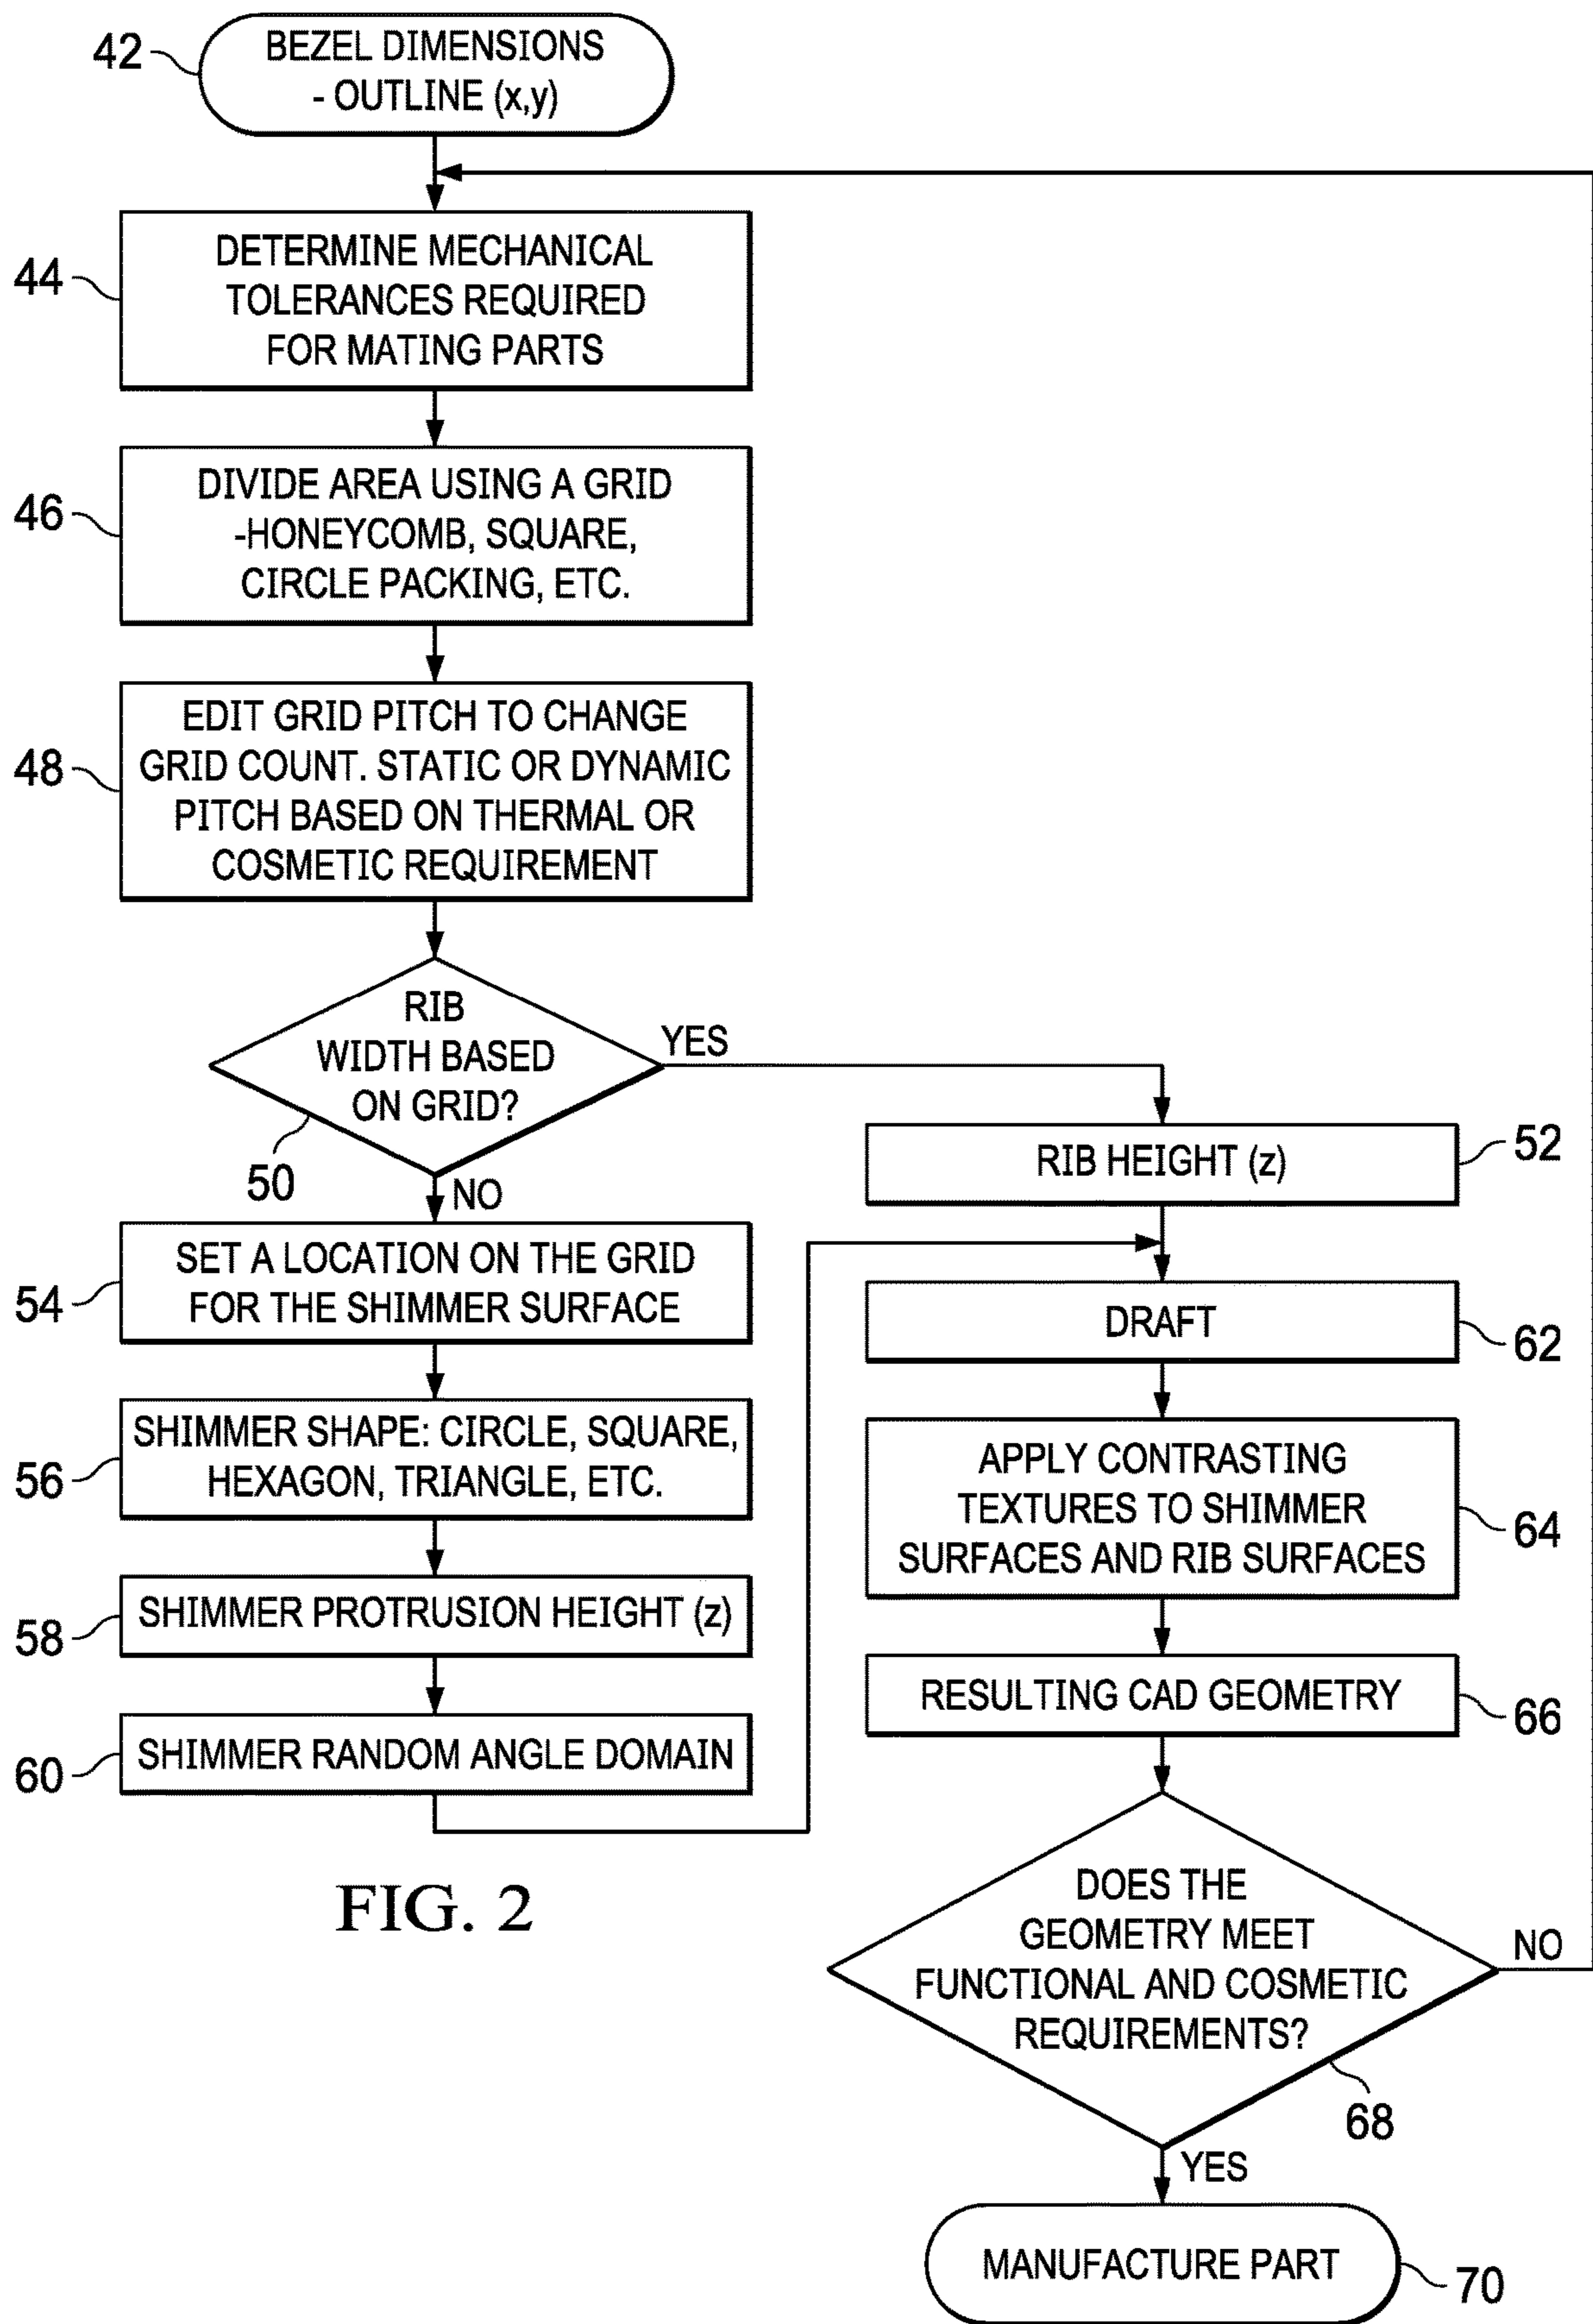 42
BEZEL DIMENSIONS
- OUTLINE (x,y)
44
DETERMINE MECHANICAL
TOLERANCES REQUIRED
FOR MATING PARTS
46
DIVIDE AREA USING A GRID
-HONEYCOMB, SQUARE,
CIRCLE PACKING, ETC.
48
EDIT GRID PITCH TO CHANGE
GRID COUNT. STATIC OR DYNAMIC
PITCH BASED ON THERMAL OR
COSMETIC REQUIREMENT
RIB
WIDTH BASED
ON GRID?
50
YES
NO
54
SET A LOCATION ON THE GRID
FOR THE SHIMMER SURFACE
56
SHIMMER SHAPE: CIRCLE, SQUARE,
HEXAGON, TRIANGLE, ETC.
58
SHIMMER PROTRUSION HEIGHT (z)
60
SHIMMER RANDOM ANGLE DOMAIN
RIB HEIGHT (z)
52
DRAFT
62
APPLY CONTRASTING
TEXTURES TO SHIMMER
SURFACES AND RIB SURFACES
64
RESULTING CAD GEOMETRY
66
DOES THE
GEOMETRY MEET
FUNCTIONAL AND COSMETIC
REQUIREMENTS?
NO
68
YES
MANUFACTURE PART
70
FIG. 2